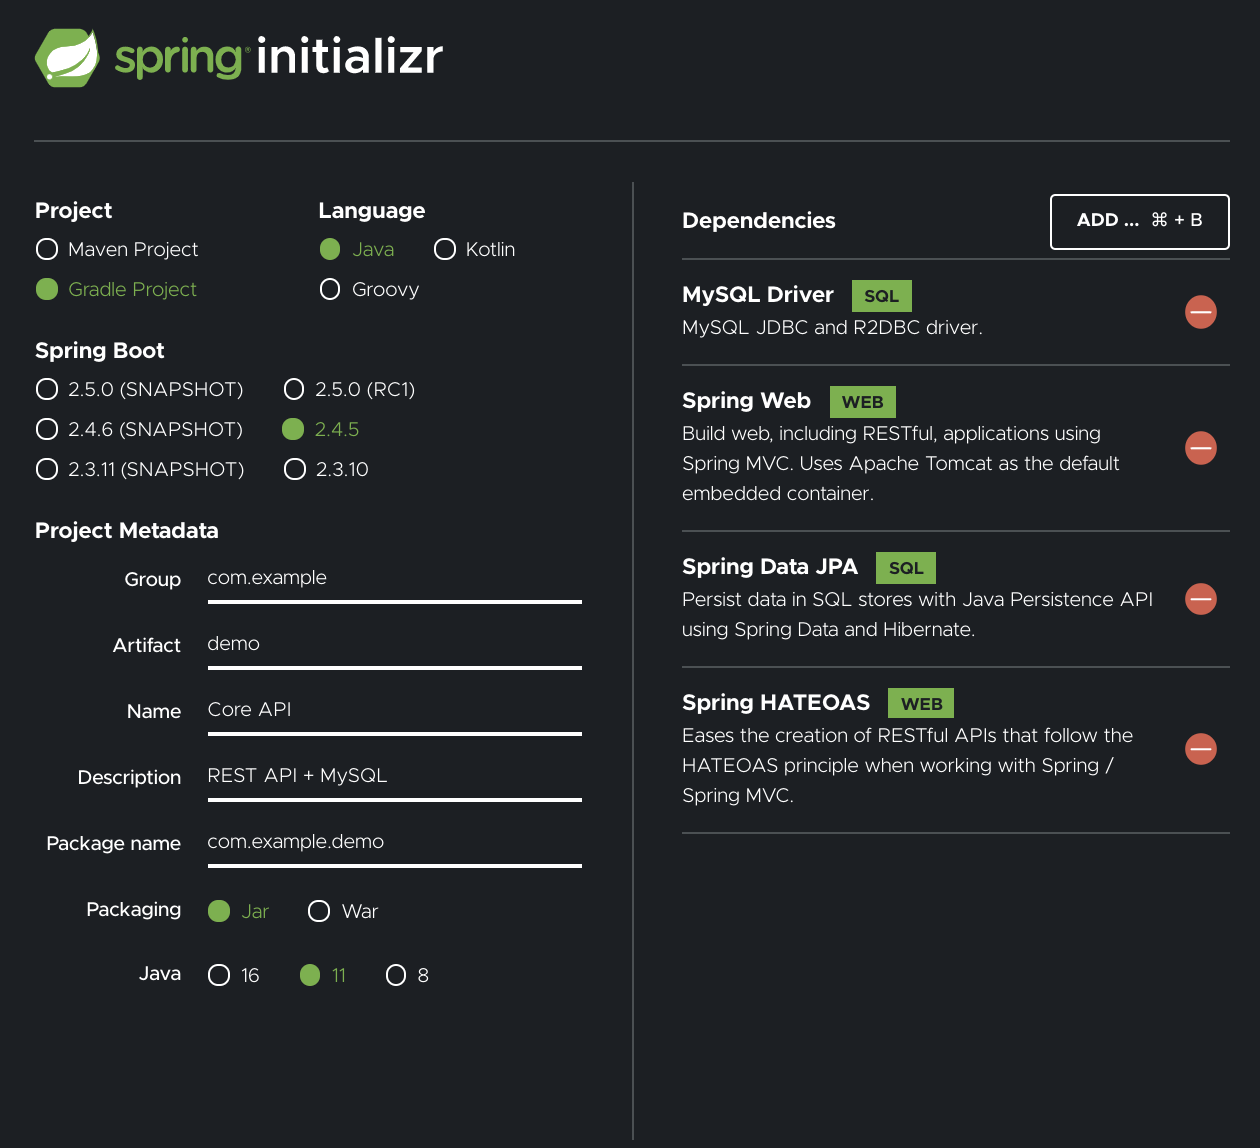 spring initializr
Project
Maven Project
Gradle Project
Language
Java Kotlin
Groovy
Spring Boot
2.5.0 (SNAPSHOT) 2.5.0 (RC1)
2.4.6 (SNAPSHOT) 2.4.5
2.3.11 (SNAPSHOT) 2.3.10
Project Metadata
Group com.example
Artifact demo
Name Core API
Description REST API + MySQL
Package name com.example.demo
Packaging Jar War
Java 16 11 8
Dependencies ADD ... ⌘ + B
MySQL Driver SQL
MySQL JDBC and R2DBC driver.
Spring Web WEB
Build web, including RESTful, applications using
Spring MVC. Uses Apache Tomcat as the default
embedded container.
Spring Data JPA SQL
Persist data in SQL stores with Java Persistence API
using Spring Data and Hibernate.
Spring HATEOAS WEB
Eases the creation of RESTful APIs that follow the
HATEOAS principle when working with Spring /
Spring MVC.